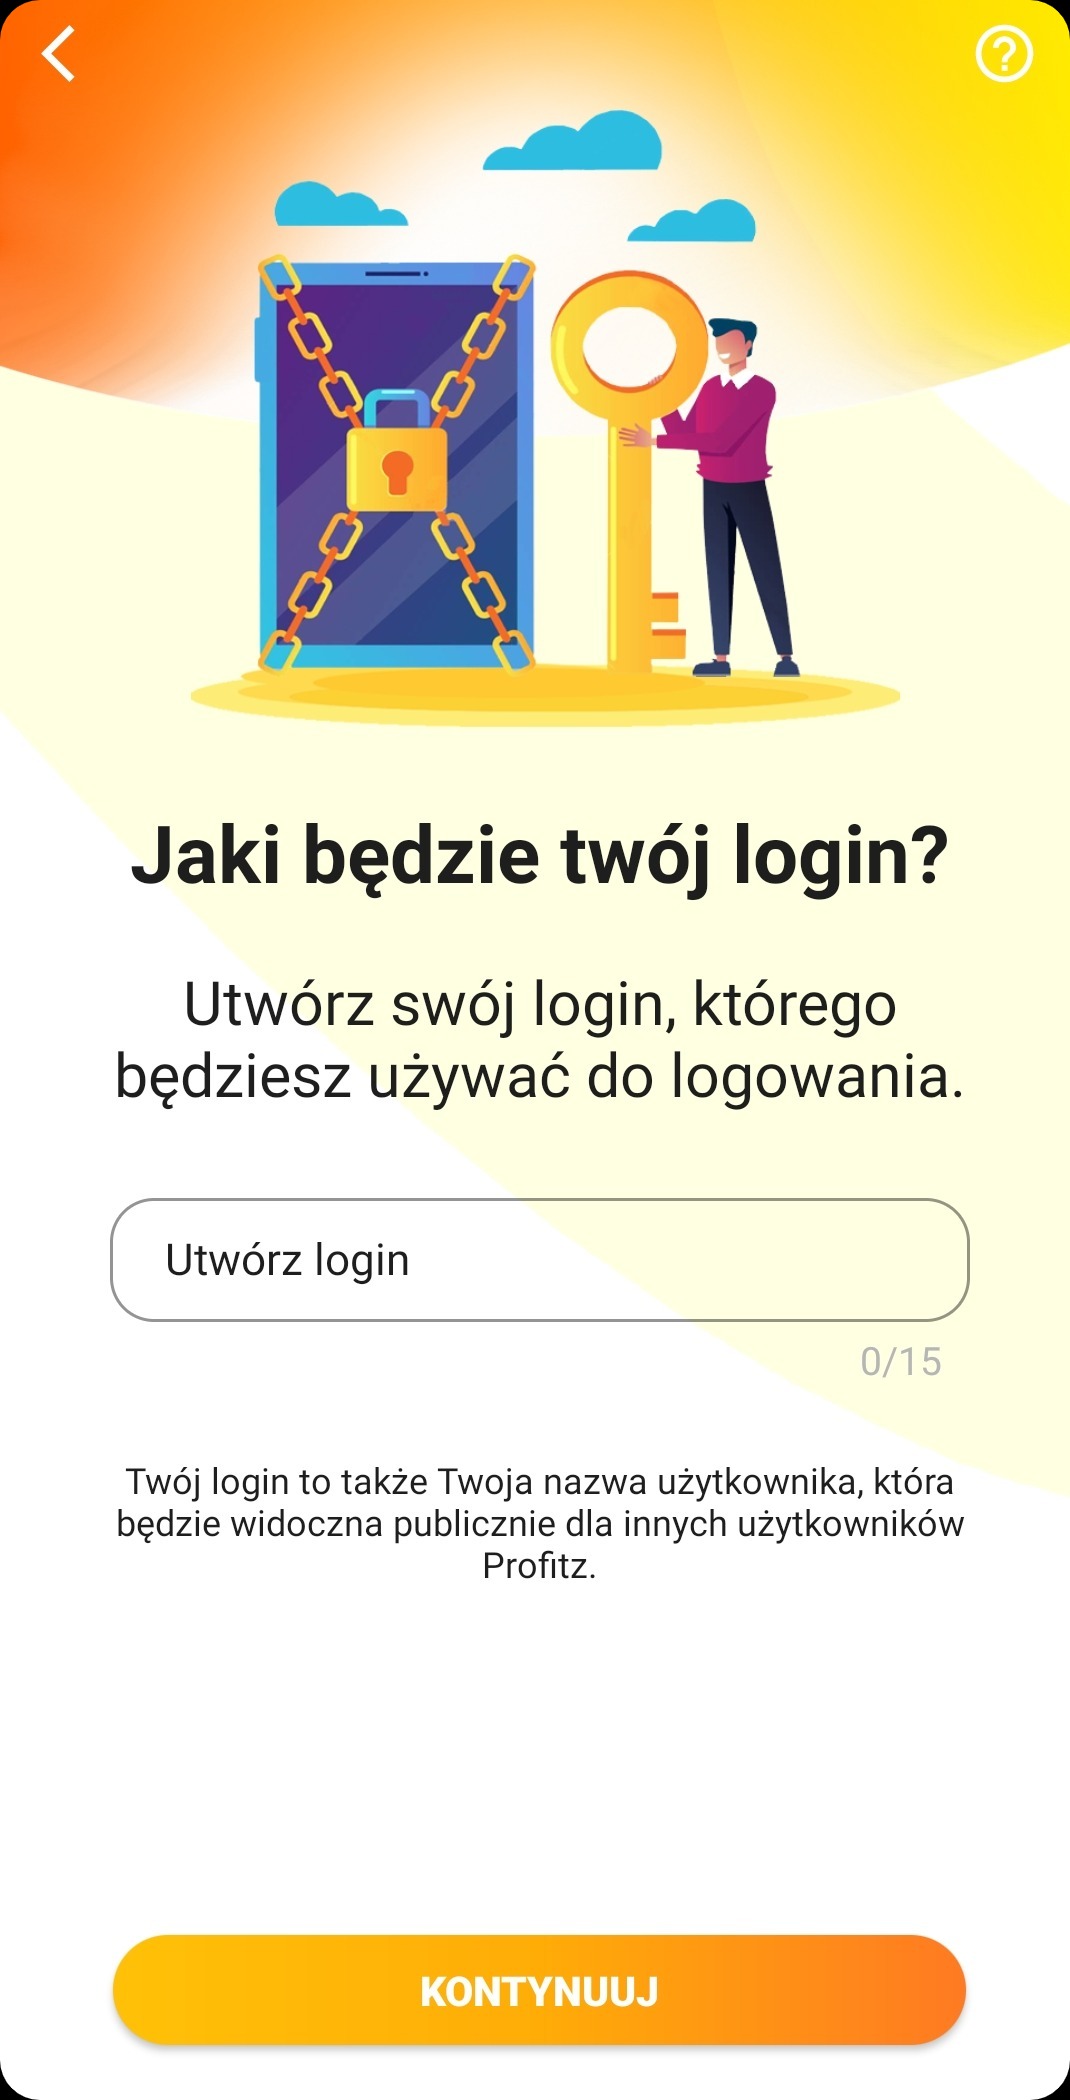 Jaki będzie twój login?
Utwórz swój login, którego
będziesz używać do logowania.
Utwórz login
0/15
Twój login to także Twoja nazwa użytkownika, która
będzie widoczna publicznie dla innych użytkowników
Profitz.
KONTYNUUJ